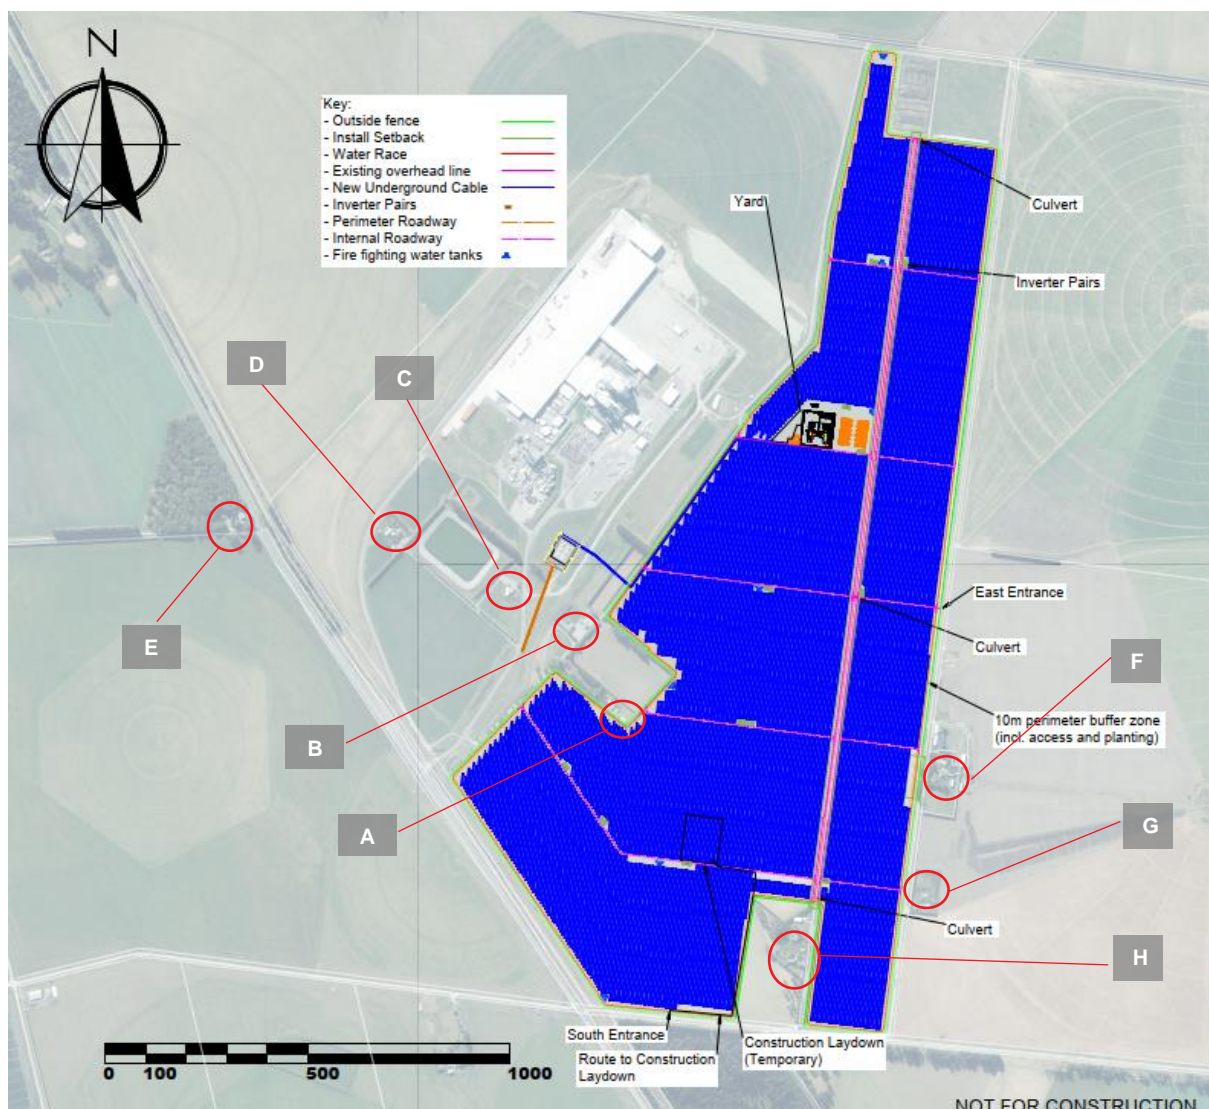 N
Key:
- Outside fence
- Install Setback
- Water Race
- Existing overhead line
- New Underground Cable
- Inverter Pairs
- Perimeter Roadway
- Internal Roadway
- Fire fighting water tanks
Yard
Culvert
Inverter Pairs
D
C
E
B
A
East Entrance
Culvert
F
10m perimeter buffer zone
(incl. access and planting)
G
Culvert
H
South Entrance
Route to Construction
Laydown
Construction Laydown
(Temporary)
0 100 500 1000
NOT FOR CONSTRUCTION